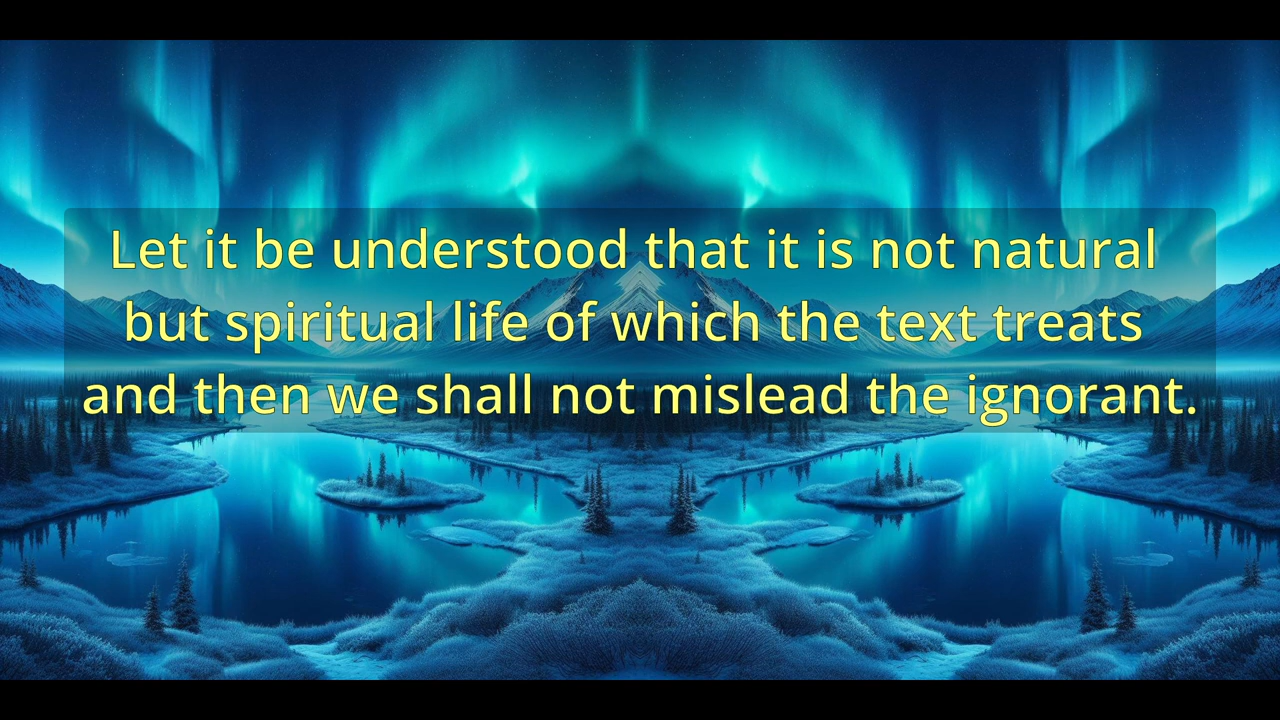 Let it be understood that it is not natural
but spiritual life of which the text treats
and then we shall not mislead the ignorant.